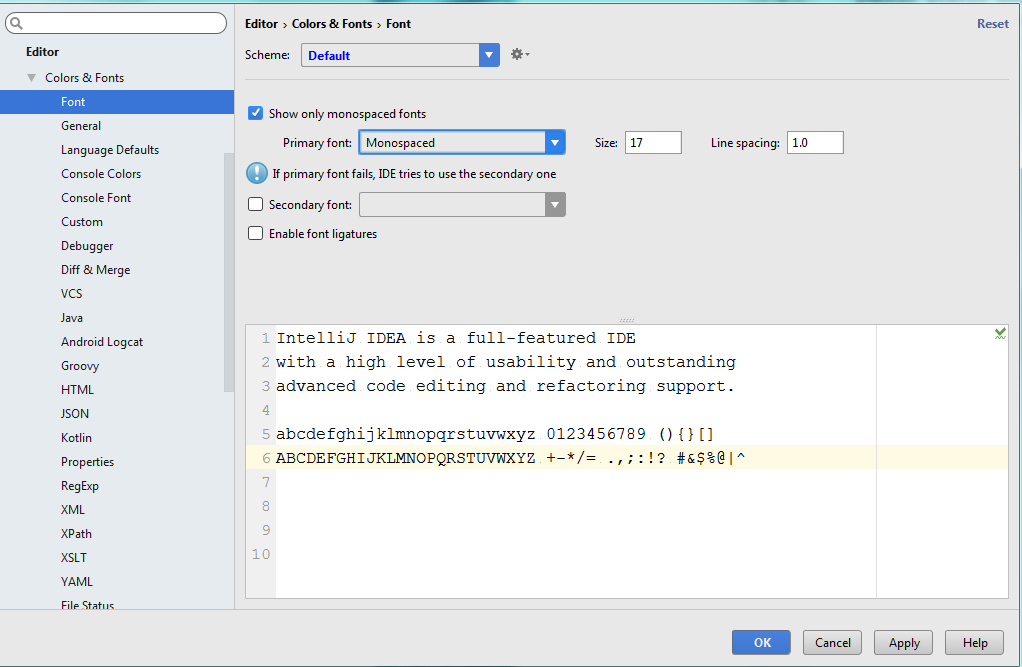 Editor › Colors & Fonts › Font
Reset
Editor
Colors & Fonts
Font
General
Language Defaults
Console Colors
Console Font
Custom
Debugger
Diff & Merge
VCS
Java
Android Logcat
Groovy
HTML
JSON
Kotlin
Properties
RegExp
XML
XPath
XSLT
YAML
File Status
Scheme: Default
Show only monospaced fonts
Primary font: Monospaced Size: 17 Line spacing: 1.0
If primary font fails, IDE tries to use the secondary one
Secondary font:
Enable font ligatures
1 IntelliJ IDEA is a full-featured IDE
2 with a high level of usability and outstanding
3 advanced code editing and refactoring support.
4
5 abcdefghijklmnopqrstuvwxyz 0123456789 (){}[]
6 ABCDEFGHIJKLMNOPQRSTUVWXYZ +-*/= .,;:!? #&$%@|^
7
8
9
10
OK Cancel Apply Help